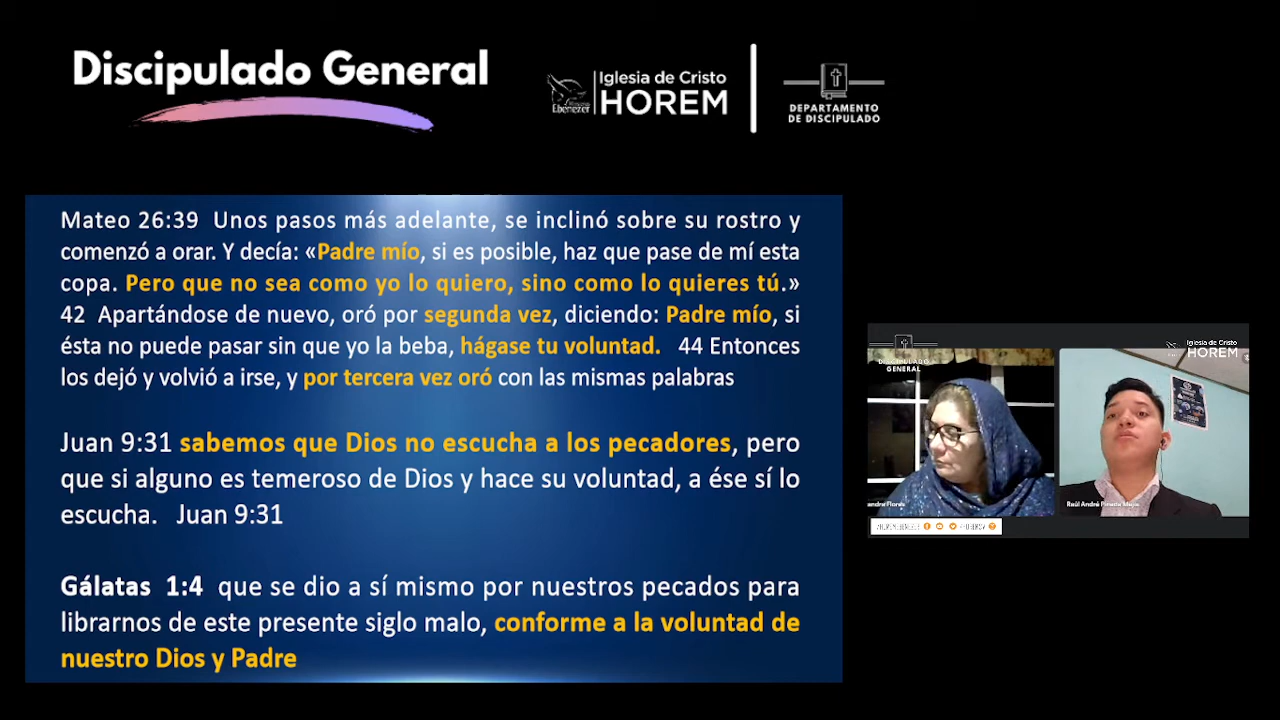 Discipulado General
Ebenezer
Iglesia de Cristo
HOREM
DEPARTAMENTO
DE DISCIPULADO
Mateo 26:39 Unos pasos más adelante, se inclinó sobre su rostro y
comenzó a orar. Y decía: «Padre mío, si es posible, haz que pase de mí esta
copa. Pero que no sea como yo lo quiero, sino como lo quieres tú.»
42 Apartándose de nuevo, oró por segunda vez, diciendo: Padre mío, si
ésta no puede pasar sin que yo la beba, hágase tu voluntad. 44 Entonces
los dejó y volvió a irse, y por tercera vez oró con las mismas palabras
Juan 9:31 sabemos que Dios no escucha a los pecadores, pero
que si alguno es temeroso de Dios y hace su voluntad, a ése sí lo
escucha. Juan 9:31
Gálatas 1:4 que se dio a sí mismo por nuestros pecados para
librarnos de este presente siglo malo, conforme a la voluntad de
nuestro Dios y Padre
DISCIPULADO
GENERAL
Iglesia de Cristo
HOREM
Flores
Raúl André Pineda Mejía